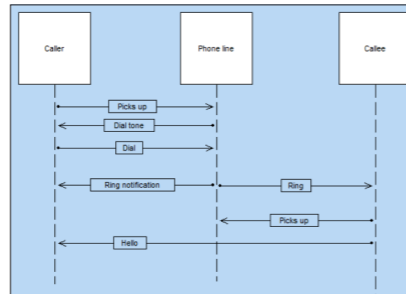 Caller
Phone line
Callee
Picks up
Dial tone
Dial
Ring notification
Ring
Picks up
Hello